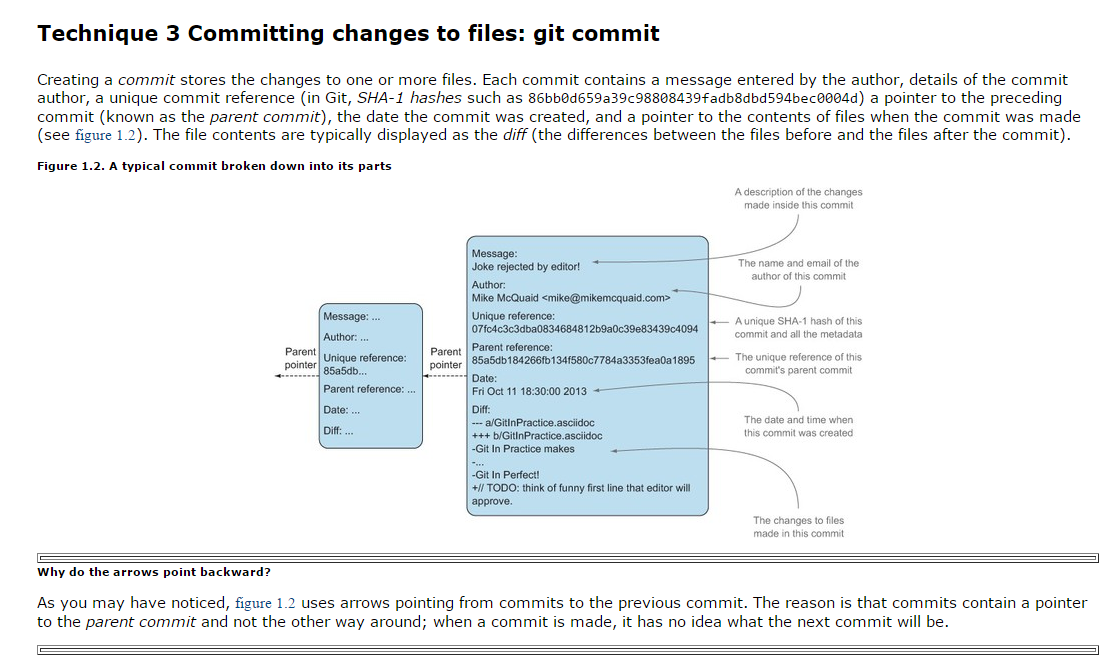 Technique 3 Committing changes to files: git commit
Creating a commit stores the changes to one or more files. Each commit contains a message entered by the author, details of the commit
author, a unique commit reference (in Git, SHA-1 hashes such as 86bb0d659a39c98808439fadb8dbd594bec0004d) a pointer to the preceding
commit (known as the parent commit), the date the commit was created, and a pointer to the contents of files when the commit was made
(see figure 1.2). The file contents are typically displayed as the diff (the differences between the files before and the files after the commit).
Figure 1.2. A typical commit broken down into its parts
Parent
pointer
Message: ...
Author: ...
Unique reference:
85a5db...
Parent reference: ...
Date: ...
Diff: ...
Parent
pointer
Message:
Joke rejected by editor!
Author:
Mike McQuaid <mike@mikemcquaid.com>
Unique reference:
07fc4c3c3dba0834684812b9a0c39e83439c4094
Parent reference:
85a5db184266fb134f580c7784a3353fea0a1895
Date:
Fri Oct 11 18:30:00 2013
Diff:
--- a/GitInPractice.asciidoc
+++ b/GitInPractice.asciidoc
-Git In Practice makes
-...
-Git In Perfect!
+// TODO: think of funny first line that editor will
approve.
A description of the changes
made inside this commit
The name and email of the
author of this commit
A unique SHA-1 hash of this
commit and all the metadata
The unique reference of this
commit's parent commit
The date and time when
this commit was created
The changes to files
made in this commit
Why do the arrows point backward?
As you may have noticed, figure 1.2 uses arrows pointing from commits to the previous commit. The reason is that commits contain a pointer
to the parent commit and not the other way around; when a commit is made, it has no idea what the next commit will be.